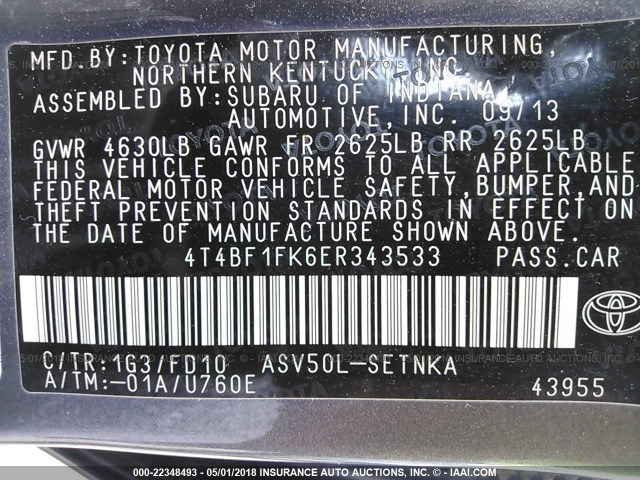 MFD BY:TOYOTA MOTOR MANUFACTURING,
NORTHERN KENTUCKY,
ASSEMBLED BY:SUBARU OF INDIANA
AUTOMOTIVE,INC. 09/13
GVWR 4630LB GAWR FR 2625LB RR 2625LB
THIS VEHICLE CONFORMS TO ALL APPLICABLE
FEDERAL MOTOR VEHICLE SAFETY,BUMPER,AND
THEFT PREVENTION STANDARDS IN EFFECT ON
THE DATE OF MANUFACTURE SHOWN ABOVE.
4T4BF1FK6ER343533 PASS.CAR
C/TR:1G3/FD10 ASV50L-SETNKA
A/TM:-01A/U760E
43955
000-22348493 - 05/01/2018 - INSURANCE AUTO AUCTIONS, INC. (C) - IAAI.COM